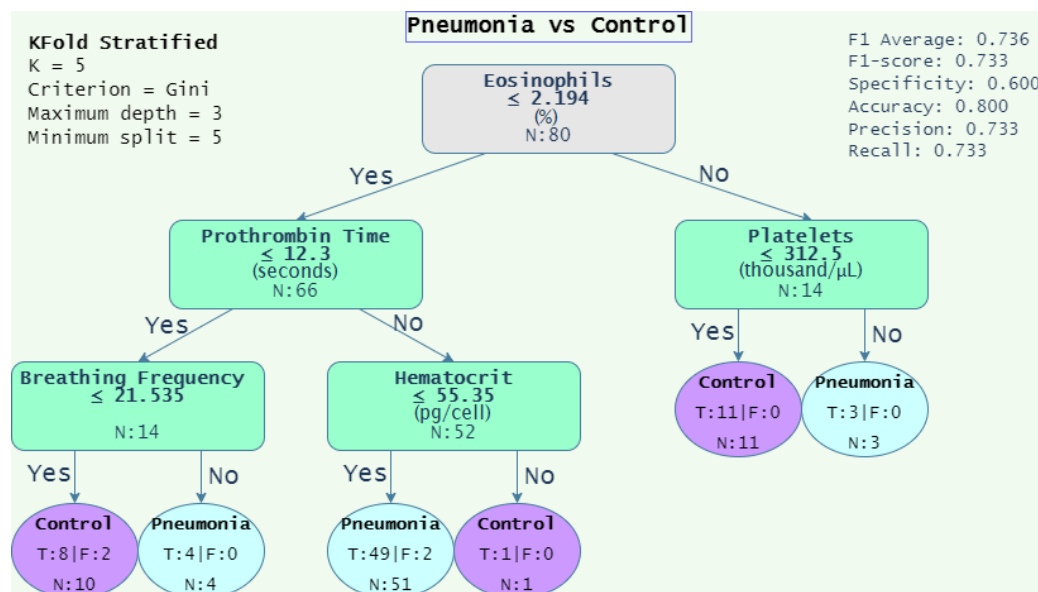 Pneumonia vs Control
KFold Stratified
K = 5
Criterion = Gini
Maximum depth = 3
Minimum split = 5
F1 Average: 0.736
F1-score: 0.733
Specificity: 0.600
Accuracy: 0.800
Precision: 0.733
Recall: 0.733
Eosinophils
≤ 2.194
(%)
N:80
Yes
No
Prothrombin Time
≤ 12.3
(seconds)
N:66
Platelets
≤ 312.5
(thousand/μL)
N:14
Yes
No
Yes
No
Breathing Frequency
≤ 21.535
N:14
Hematocrit
≤ 55.35
(pg/cell)
N:52
Control
T:11|F:0
N:11
Pneumonia
T:3|F:0
N:3
Yes
No
Yes
No
Control
T:8|F:2
N:10
Pneumonia
T:4|F:0
N:4
Pneumonia
T:49|F:2
N:51
Control
T:1|F:0
N:1